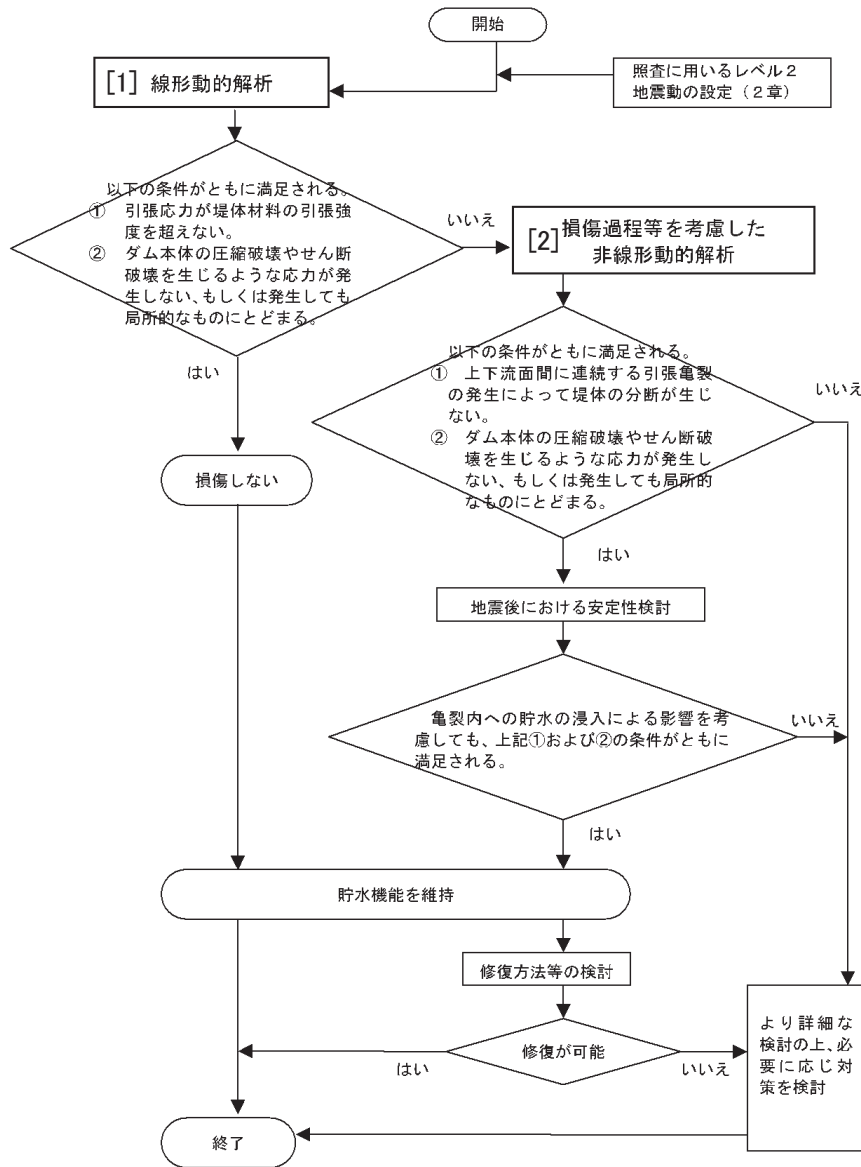 開始
照査に用いるレベル２
地震動の設定（２章）
[1] 線形動的解析
以下の条件がともに満足される。
① 引張応力が堤体材料の引張強
度を超えない。
② ダム本体の圧縮破壊やせん断
破壊を生じるような応力が発
生しない、もしくは発生しても
局所的なものにとどまる。
いいえ
はい
[2] 損傷過程等を考慮した
非線形動的解析
以下の条件がともに満足される。
① 上下流面間に連続する引張亀裂
の発生によって堤体の分断が生じ
ない。
② ダム本体の圧縮破壊やせん断破
壊を生じるような応力が発生し
ない、もしくは発生しても局所的
なものにとどまる。
いいえ
はい
損傷しない
地震後における安定性検討
亀裂内への貯水の浸入による影響を考
慮しても、上記①および②の条件がともに
満足される。
いいえ
はい
貯水機能を維持
修復方法等の検討
修復が可能
はい
いいえ
より詳細な
検討の上、必
要に応じ対
策を検討
終了